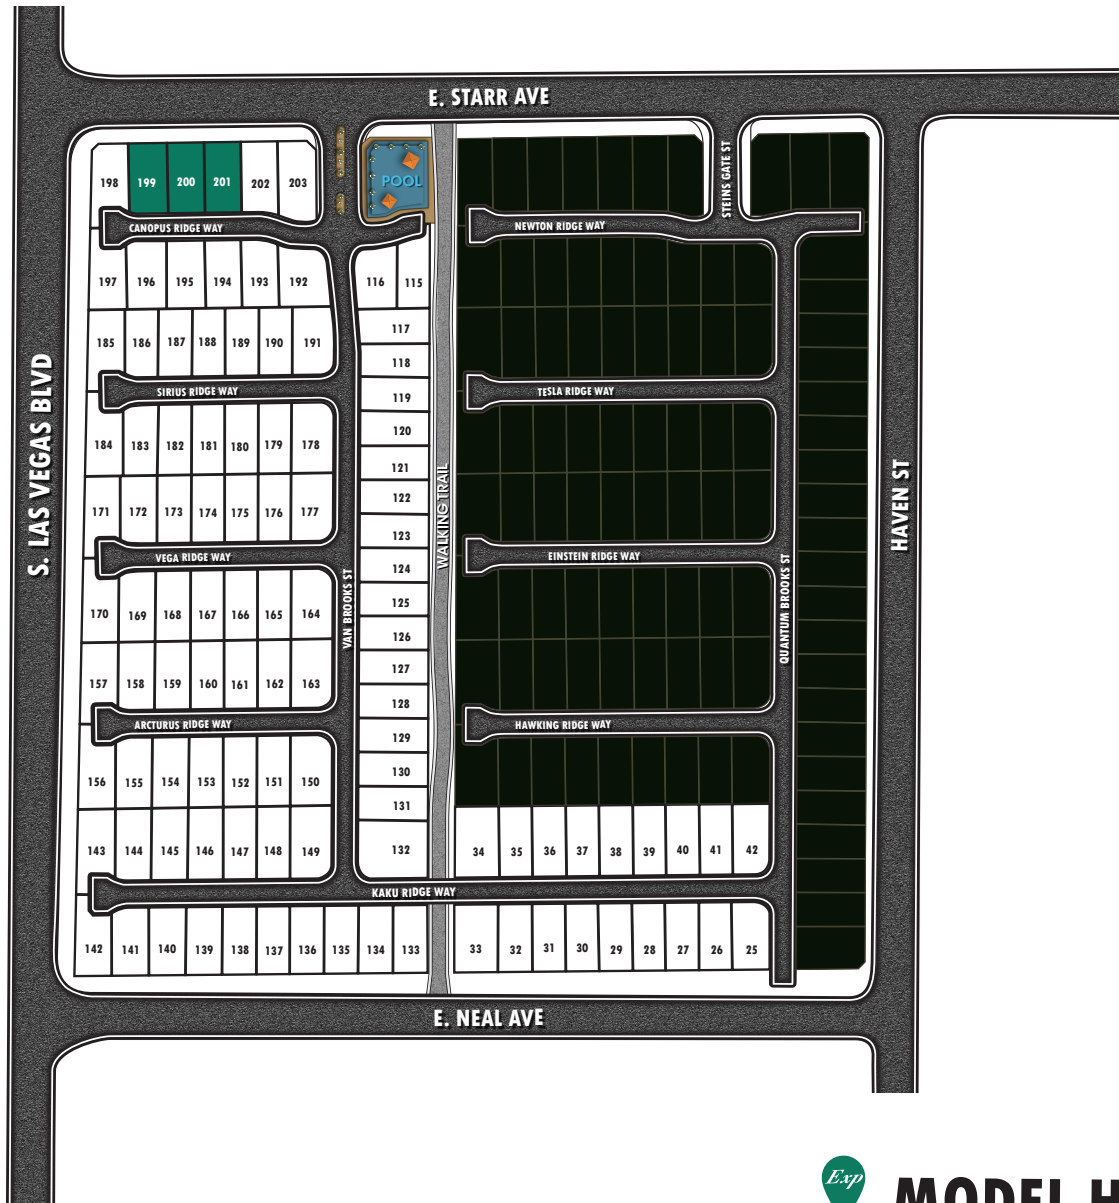 E. STARR AVE
STEINS GATE ST
198 199 200 201 202 203
POOL
CANOPUS RIDGE WAY
NEWTON RIDGE WAY
197 196 195 194 193 192
116 115
117
185 186 187 188 189 190 191
118
SIRIUS RIDGE WAY
TESLA RIDGE WAY
119
120
184 183 182 181 180 179 178
121
122
171 172 173 174 175 176 177
123
VEGA RIDGE WAY
EINSTEIN RIDGE WAY
124
125
170 169 168 167 166 165 164
126
127
157 158 159 160 161 162 163
128
ARCTURUS RIDGE WAY
HAWKING RIDGE WAY
129
130
156 155 154 153 152 151 150
131
143 144 145 146 147 148 149
132
34 35 36 37 38 39 40 41 42
KAKU RIDGE WAY
142 141 140 139 138 137 136 135 134 133
33 32 31 30 29 28 27 26 25
S. LAS VEGAS BLVD
VAN BROOKS ST
WALKING TRAIL
QUANTUM BROOKS ST
HAVEN ST
E. NEAL AVE
Exp
MODEL